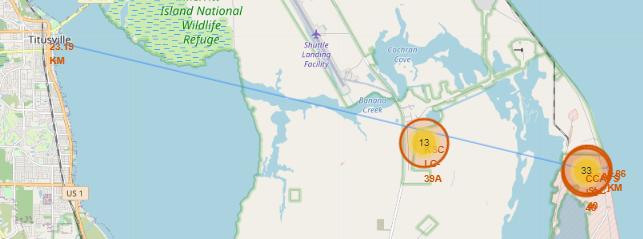 Island National
Wildlife
Refuge
Titusville
23.19
KM
Shuttle
Landing
Facility
Cochran
Cove
Banana
Creek
13
KSC
LC-
39A
33
KM
US 1